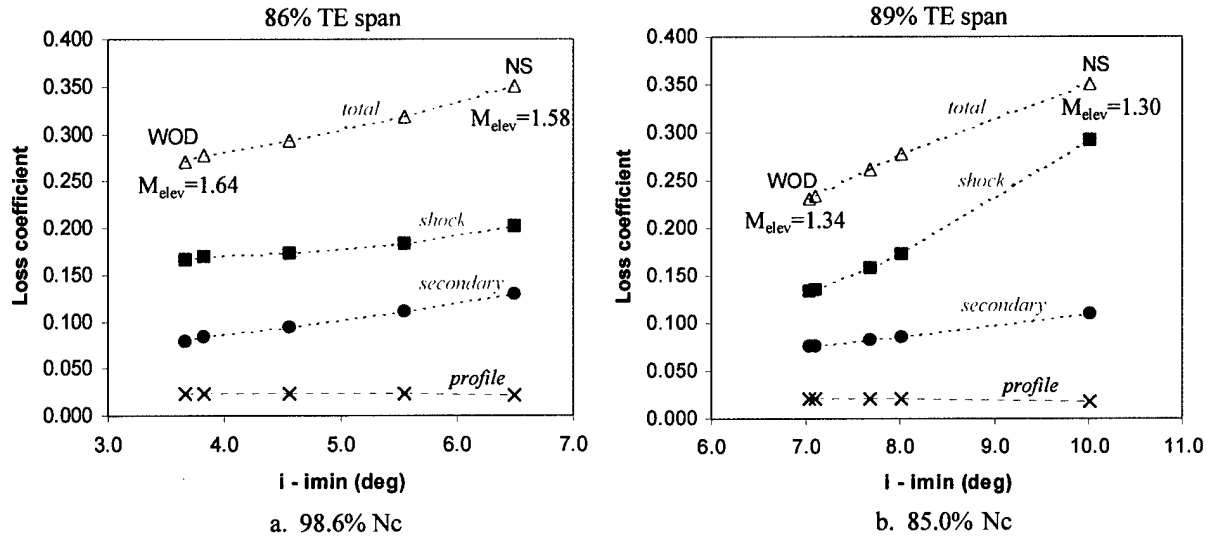 86% TE span
Loss coefficient
0.400
0.350
0.300
0.250
0.200
0.150
0.100
0.050
0.000
3.0 4.0 5.0 6.0 7.0
i - imin (deg)
NS
total
M_elev=1.58
WOD
M_elev=1.64
shock
secondary
profile
a. 98.6% Nc
89% TE span
Loss coefficient
0.400
0.350
0.300
0.250
0.200
0.150
0.100
0.050
0.000
6.0 7.0 8.0 9.0 10.0 11.0
i - imin (deg)
NS
total
M_elev=1.30
shock
WOD
M_elev=1.34
secondary
profile
b. 85.0% Nc